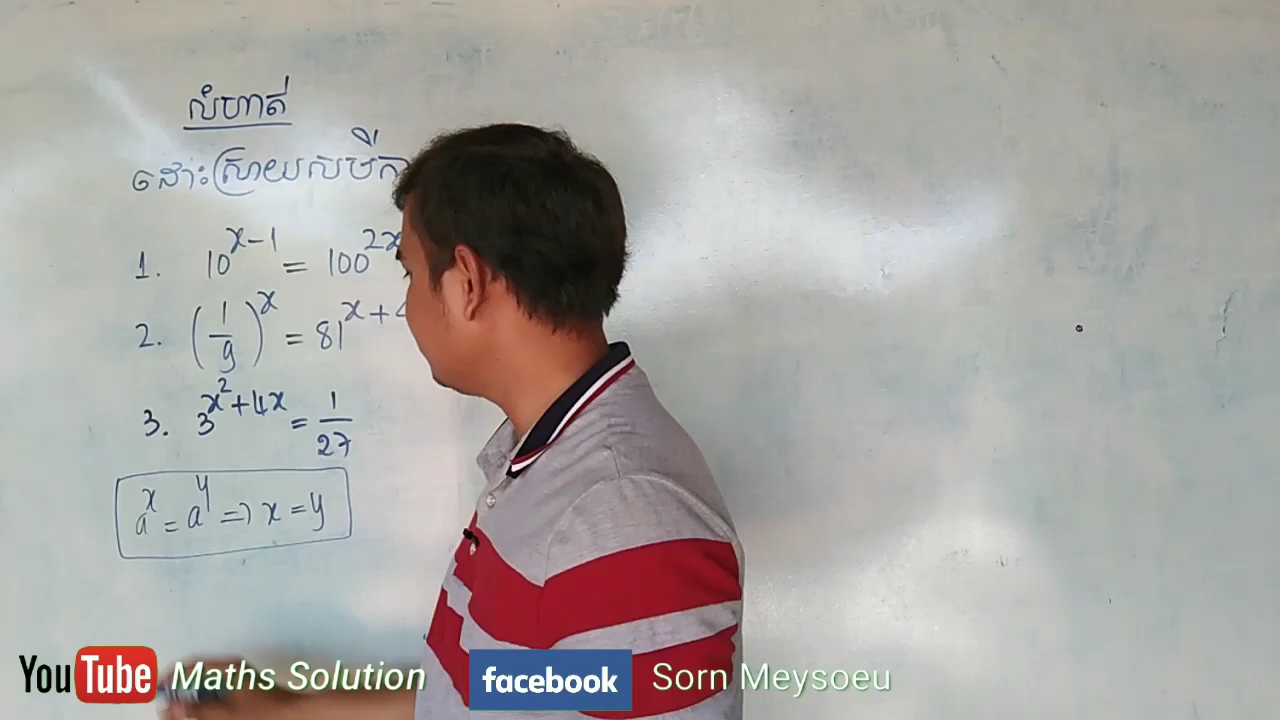 លំហាត់
ដោះស្រាយសមីកា
1. 10^{x-1} = 100^{2x}
2. (1/9)^x = 81^{x+4}
3. 3^{x^2+4x} = 1/27
a^x = a^y => x = y
YouTube Maths Solution facebook Sorn Meysoeu